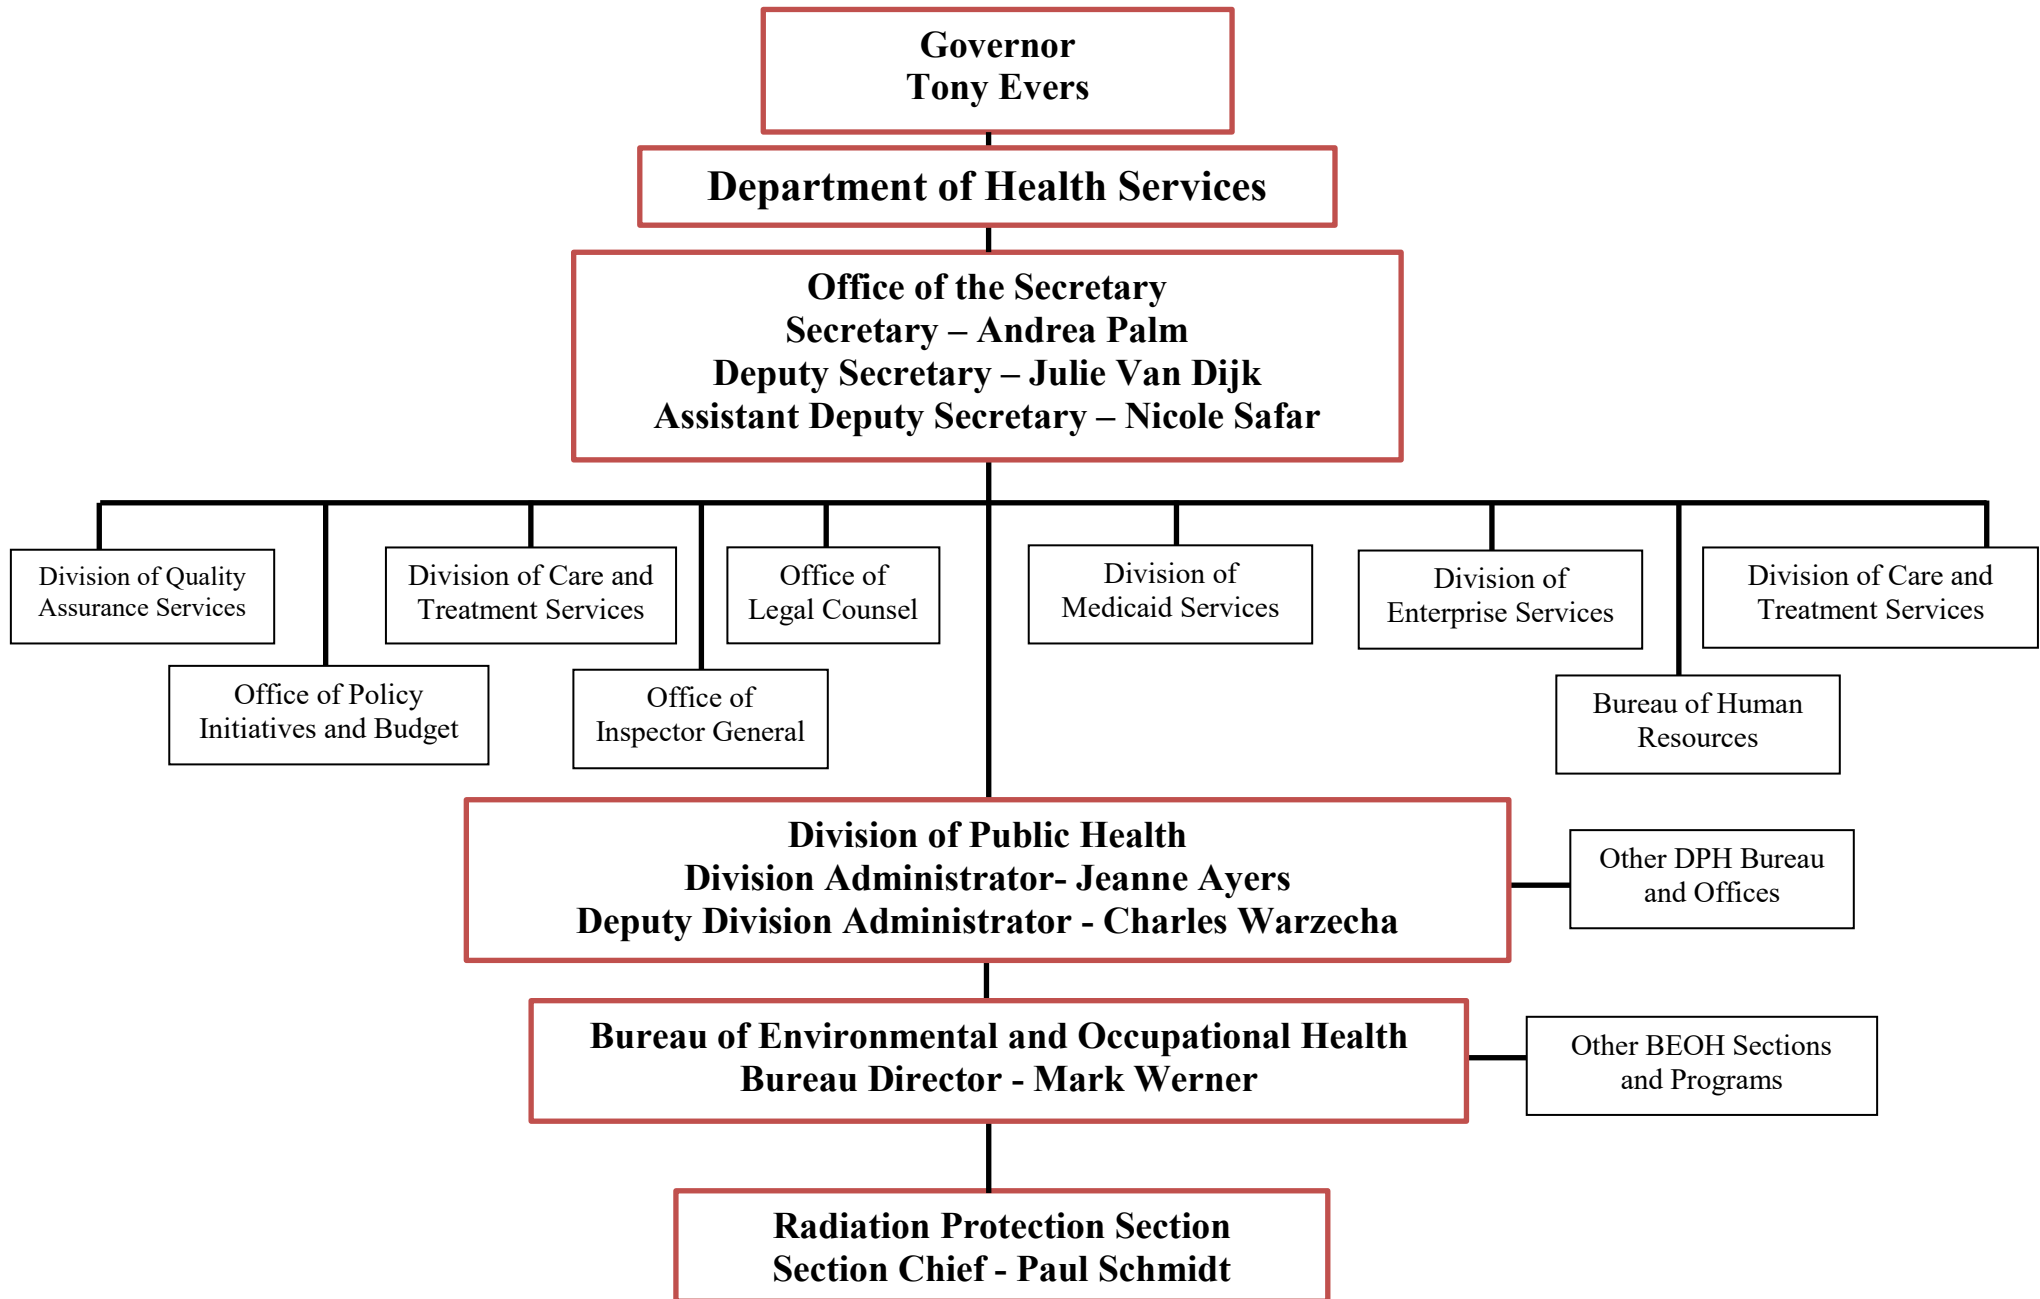 Governor
Tony Evers
Department of Health Services
Office of the Secretary
Secretary – Andrea Palm
Deputy Secretary – Julie Van Dijk
Assistant Deputy Secretary – Nicole Safar
Division of Quality
Assurance Services
Division of Care and
Treatment Services
Office of
Legal Counsel
Division of
Medicaid Services
Division of
Enterprise Services
Division of Care and
Treatment Services
Office of Policy
Initiatives and Budget
Office of
Inspector General
Bureau of Human
Resources
Division of Public Health
Division Administrator- Jeanne Ayers
Deputy Division Administrator - Charles Warzecha
Other DPH Bureau
and Offices
Bureau of Environmental and Occupational Health
Bureau Director - Mark Werner
Other BEOH Sections
and Programs
Radiation Protection Section
Section Chief - Paul Schmidt